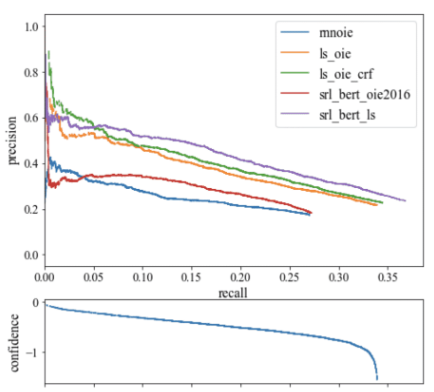 1.0
0.8
0.6
0.4
0.2
0.0
precision
rnnoie
ls_oie
ls_oie_crf
srl_bert_oie2016
srl_bert_ls
0.00 0.05 0.10 0.15 0.20 0.25 0.30 0.35
recall
0
−1
confidence